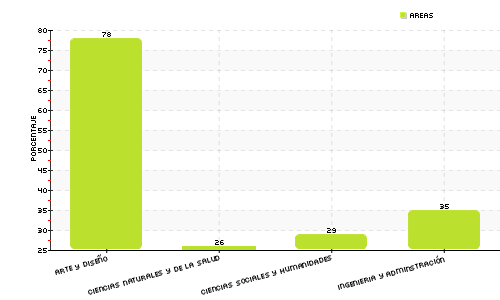 AREAS
PORCENTAJE
80
75
70
65
60
55
50
45
40
35
30
25
78
26
29
35
ARTE Y DISEÑO
CIENCIAS NATURALES Y DE LA SALUD
CIENCIAS SOCIALES Y HUMANIDADES
INGENIERIA Y ADMINSTRACIÓN